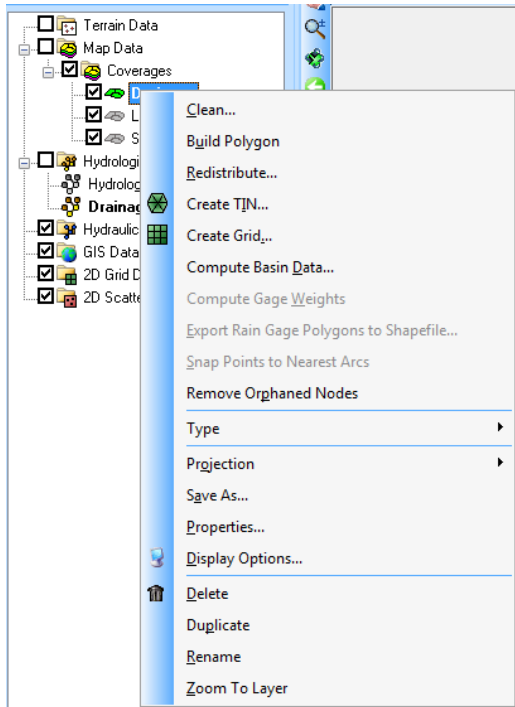 Terrain Data
Map Data
Coverages
D
L
S
Hydrologi
Hydrolog
Drainag
Hydraulic
GIS Data
2D Grid D
2D Scatte
Clean...
Build Polygon
Redistribute...
Create TIN...
Create Grid...
Compute Basin Data...
Compute Gage Weights
Export Rain Gage Polygons to Shapefile...
Snap Points to Nearest Arcs
Remove Orphaned Nodes
Type
Projection
Save As...
Properties...
Display Options...
Delete
Duplicate
Rename
Zoom To Layer